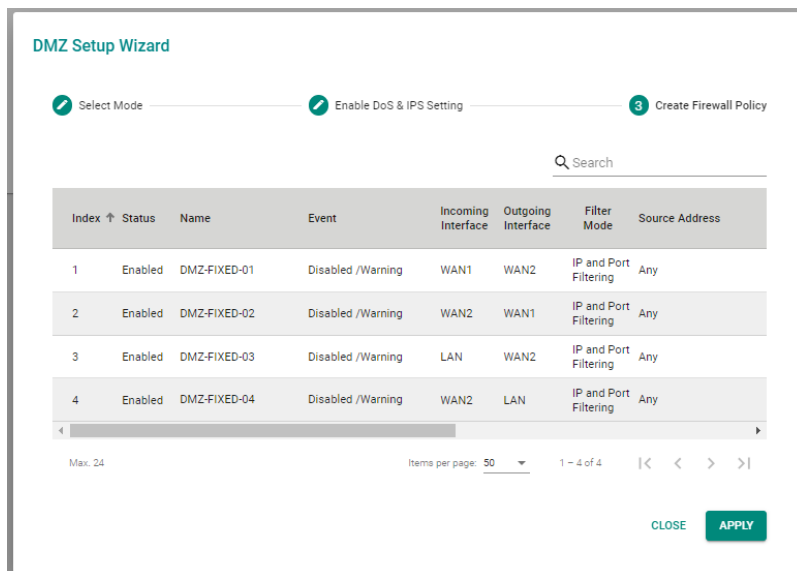 DMZ Setup Wizard
Select Mode
Enable DoS & IPS Setting
3 Create Firewall Policy
Search
Index Status Name Event Incoming Interface Outgoing Interface Filter Mode Source Address
1 Enabled DMZ-FIXED-01 Disabled /Warning WAN1 WAN2 IP and Port Filtering Any
2 Enabled DMZ-FIXED-02 Disabled /Warning WAN2 WAN1 IP and Port Filtering Any
3 Enabled DMZ-FIXED-03 Disabled /Warning LAN WAN2 IP and Port Filtering Any
4 Enabled DMZ-FIXED-04 Disabled /Warning WAN2 LAN IP and Port Filtering Any
Max. 24 Items per page: 50 1 – 4 of 4
CLOSE APPLY